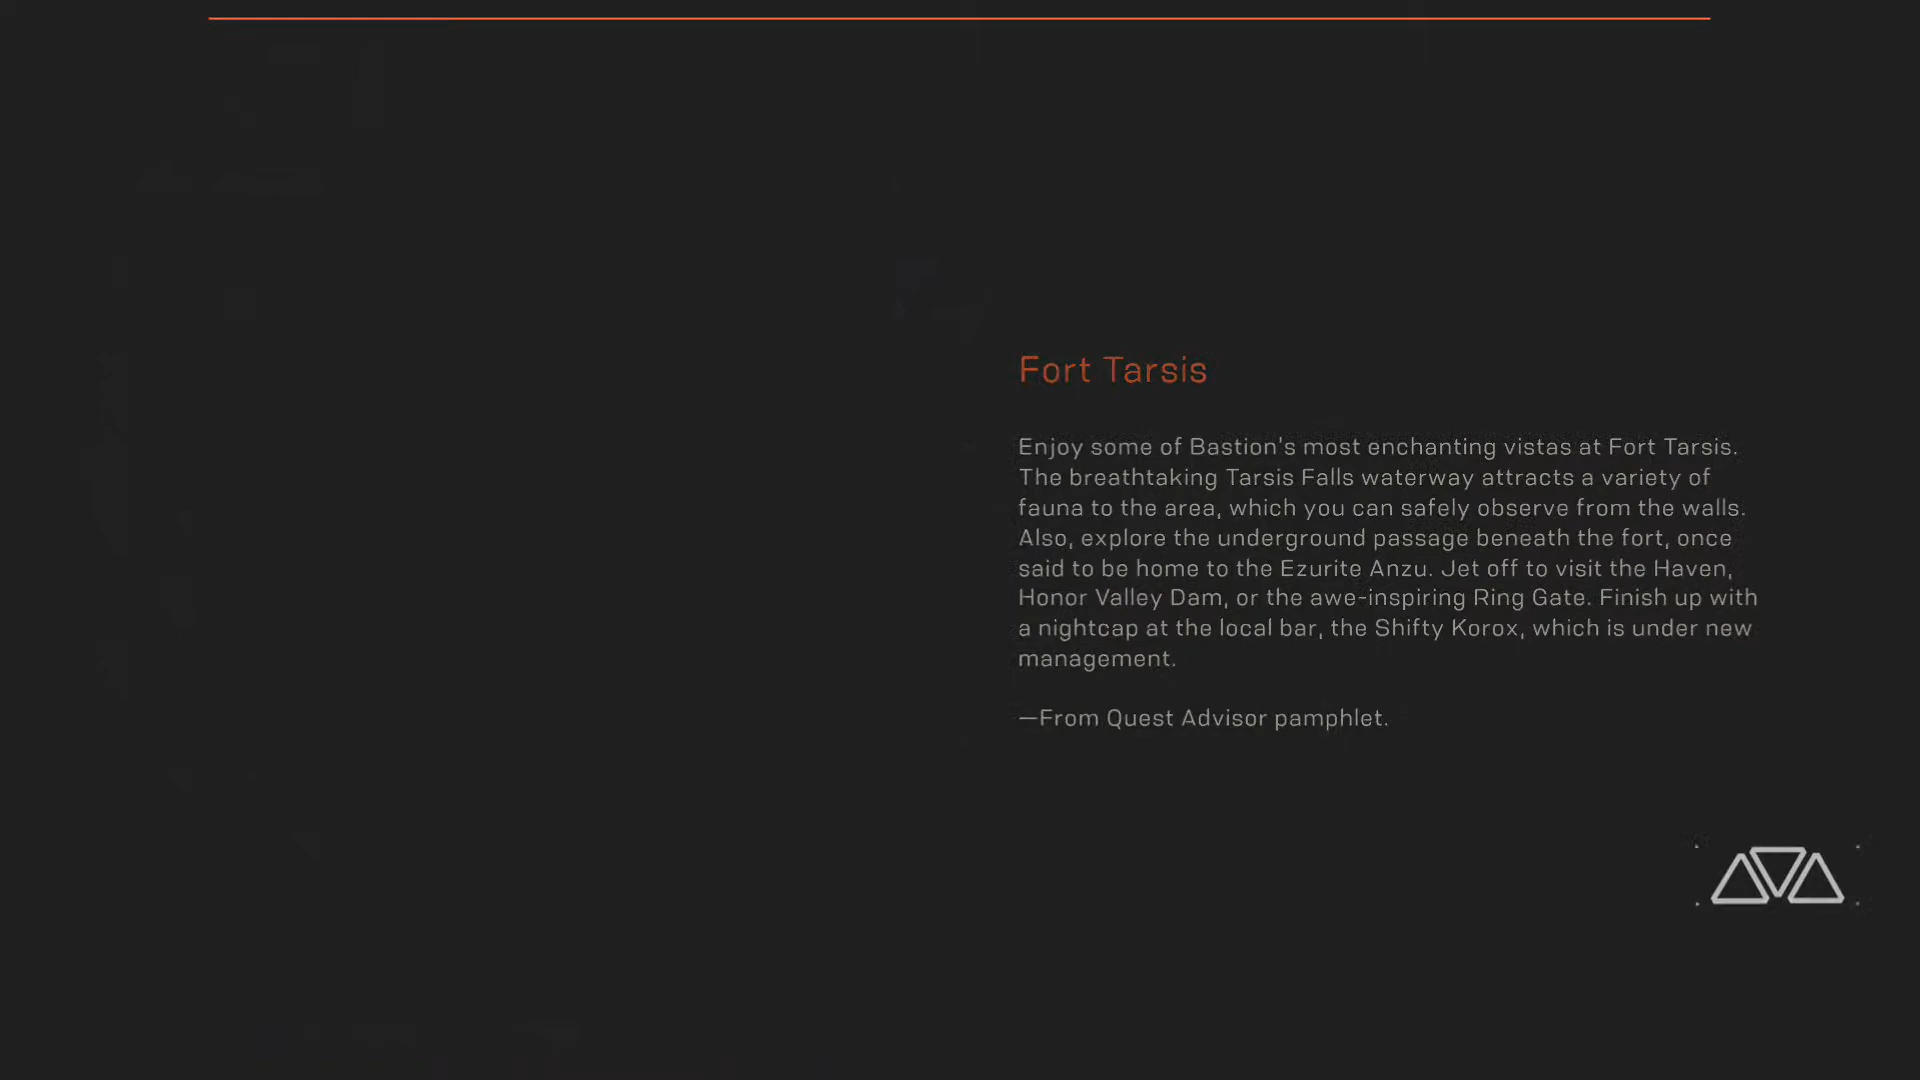 Fort Tarsis
Enjoy some of Bastion's most enchanting vistas at Fort Tarsis.
The breathtaking Tarsis Falls waterway attracts a variety of
fauna to the area, which you can safely observe from the walls.
Also, explore the underground passage beneath the fort, once
said to be home to the Ezurite Anzu. Jet off to visit the Haven,
Honor Valley Dam, or the awe-inspiring Ring Gate. Finish up with
a nightcap at the local bar, the Shifty Korox, which is under new
management.
—From Quest Advisor pamphlet.